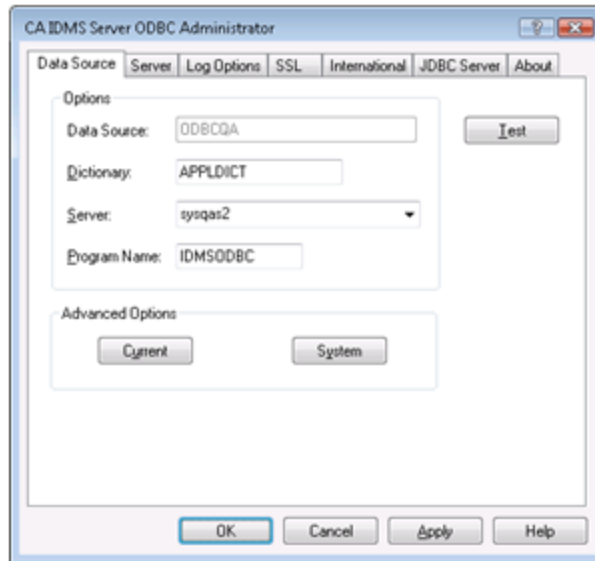 CA IDMS Server ODBC Administrator
Data Source Server Log Options SSL International JDBC Server About
Options
Data Source: ODBCQA
Test
Dictionary: APPLDICT
Server: sysqas2
Program Name: IDMSODBC
Advanced Options
Current System
OK Cancel Apply Help